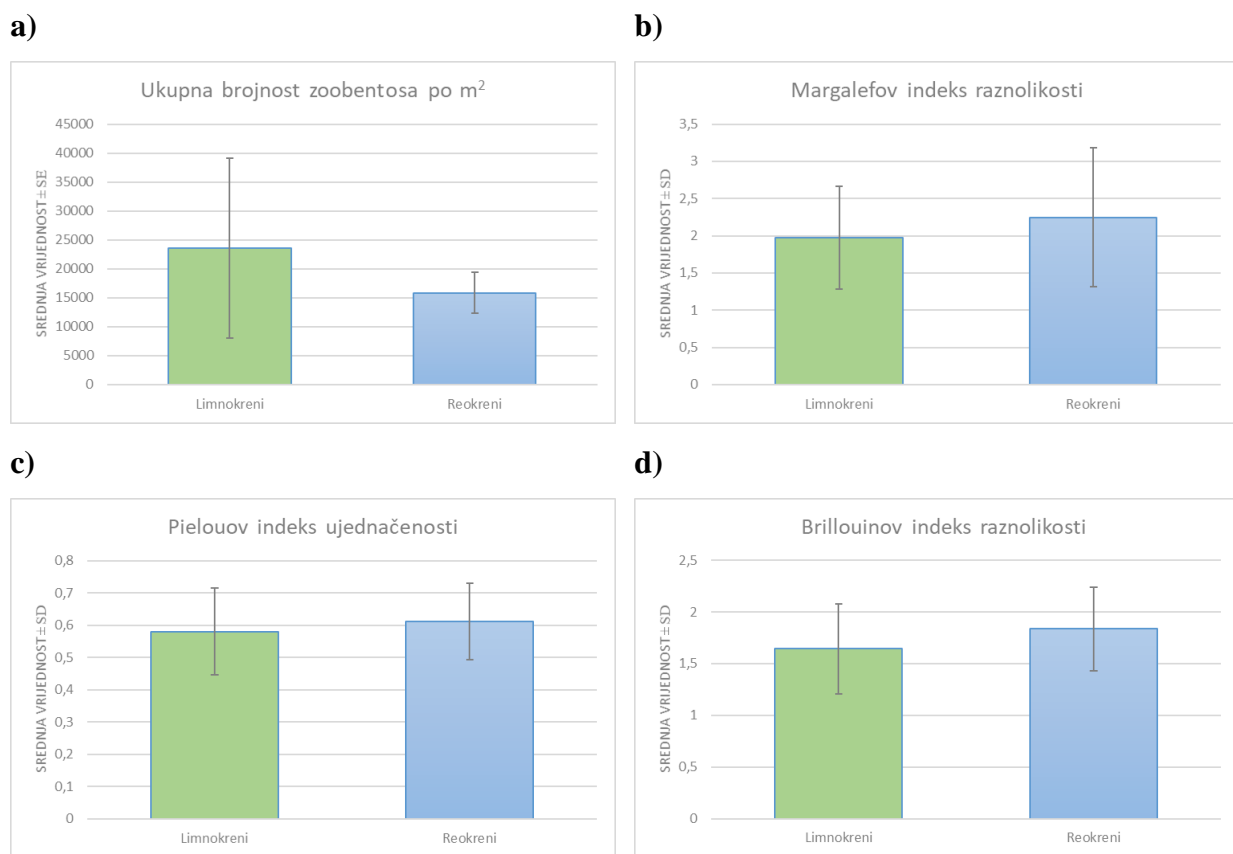 a)
Ukupna brojnost zoobentosa po m²
SREDNJA VRIJEDNOST±SE
45000
40000
35000
30000
25000
20000
15000
10000
5000
0
Limnokreni Reokreni
b)
Margalefov indeks raznolikosti
SREDNJA VRIJEDNOST±SD
3,5
3
2,5
2
1,5
1
0,5
0
Limnokreni Reokreni
c)
Pielouov indeks ujednačenosti
SREDNJA VRIJEDNOST±SD
0,8
0,7
0,6
0,5
0,4
0,3
0,2
0,1
0
Limnokreni Reokreni
d)
Brillouinov indeks raznolikosti
SREDNJA VRIJEDNOST±SD
2,5
2
1,5
1
0,5
0
Limnokreni Reokreni